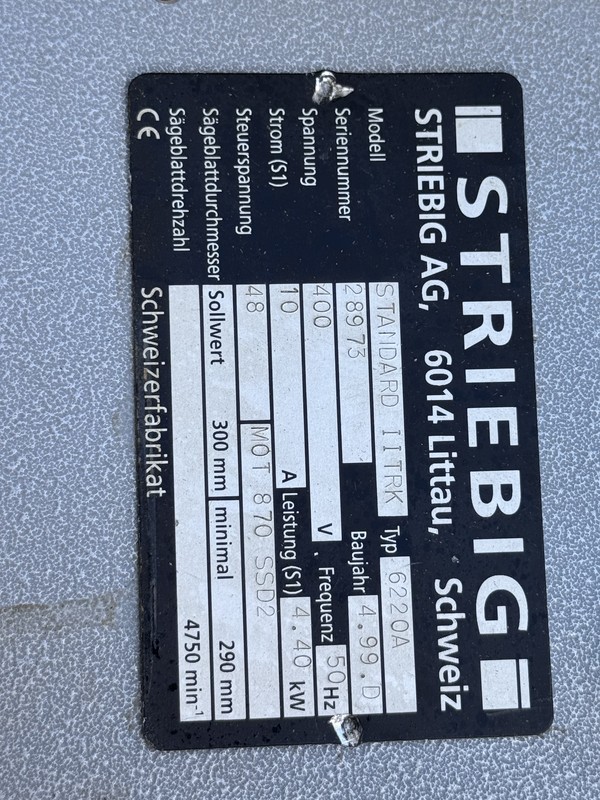 STRIEBIG
STRIEBIG AG, 6014 Littau, Schweiz
Modell STANDARD IITRK Typ 6220A
Seriennummer 28973 Baujahr 4.99.D
Spannung 400 V, Frequenz 50 Hz
Strom (S1) 10 A Leistung (S1) 4.40 kW
Steuerspannung 48 MOT 870 SSD2
Sägeblattdurchmesser Sollwert 300 mm minimal 290 mm
Sägeblattdrehzahl 4750 min⁻¹
CE Schweizerfabrikat